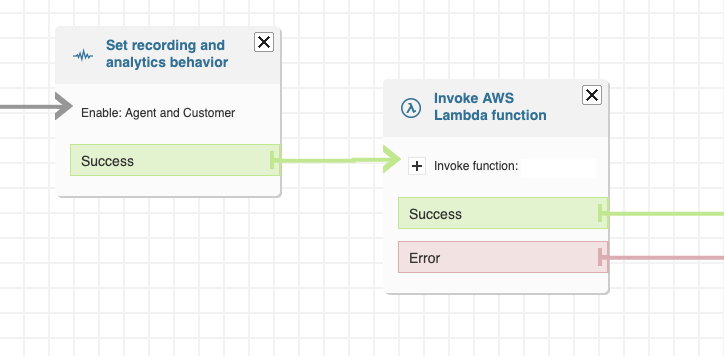 Set recording and
analytics behavior
Enable: Agent and Customer
Success
Invoke AWS
Lambda function
Invoke function:
Success
Error